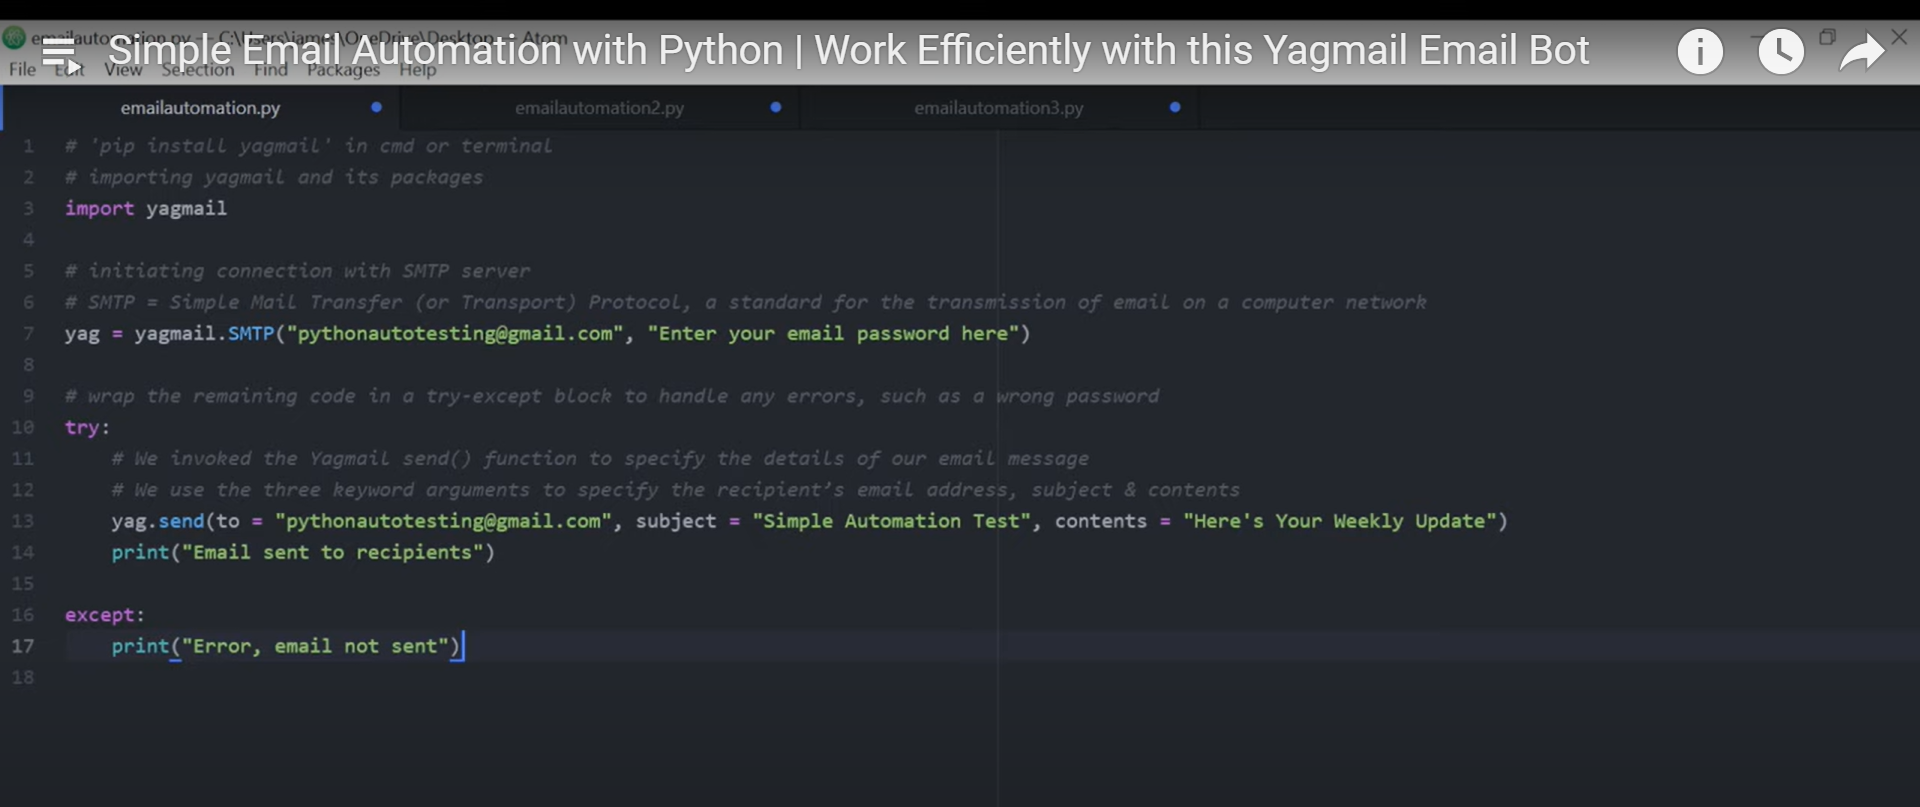 emailautomation.py — C:\Users\james\OneDrive\Desktop — Atom
Simple Email Automation with Python | Work Efficiently with this Yagmail Email Bot
File Edit View Selection Find Packages Help
emailautomation.py emailautomation2.py emailautomation3.py
1 # 'pip install yagmail' in cmd or terminal
2 # importing yagmail and its packages
3 import yagmail
4
5 # initiating connection with SMTP server
6 # SMTP = Simple Mail Transfer (or Transport) Protocol, a standard for the transmission of email on a computer network
7 yag = yagmail.SMTP("pythonautotesting@gmail.com", "Enter your email password here")
8
9 # wrap the remaining code in a try-except block to handle any errors, such as a wrong password
10 try:
11 # We invoked the Yagmail send() function to specify the details of our email message
12 # We use the three keyword arguments to specify the recipient’s email address, subject & contents
13 yag.send(to = "pythonautotesting@gmail.com", subject = "Simple Automation Test", contents = "Here's Your Weekly Update")
14 print("Email sent to recipients")
15
16 except:
17 print("Error, email not sent")
18